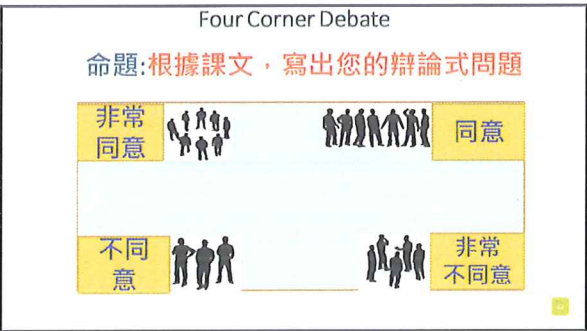 Four Corner Debate
命題:根據課文，寫出您的辯論式問題
非常
同意
同意
不同
意
非常
不同意